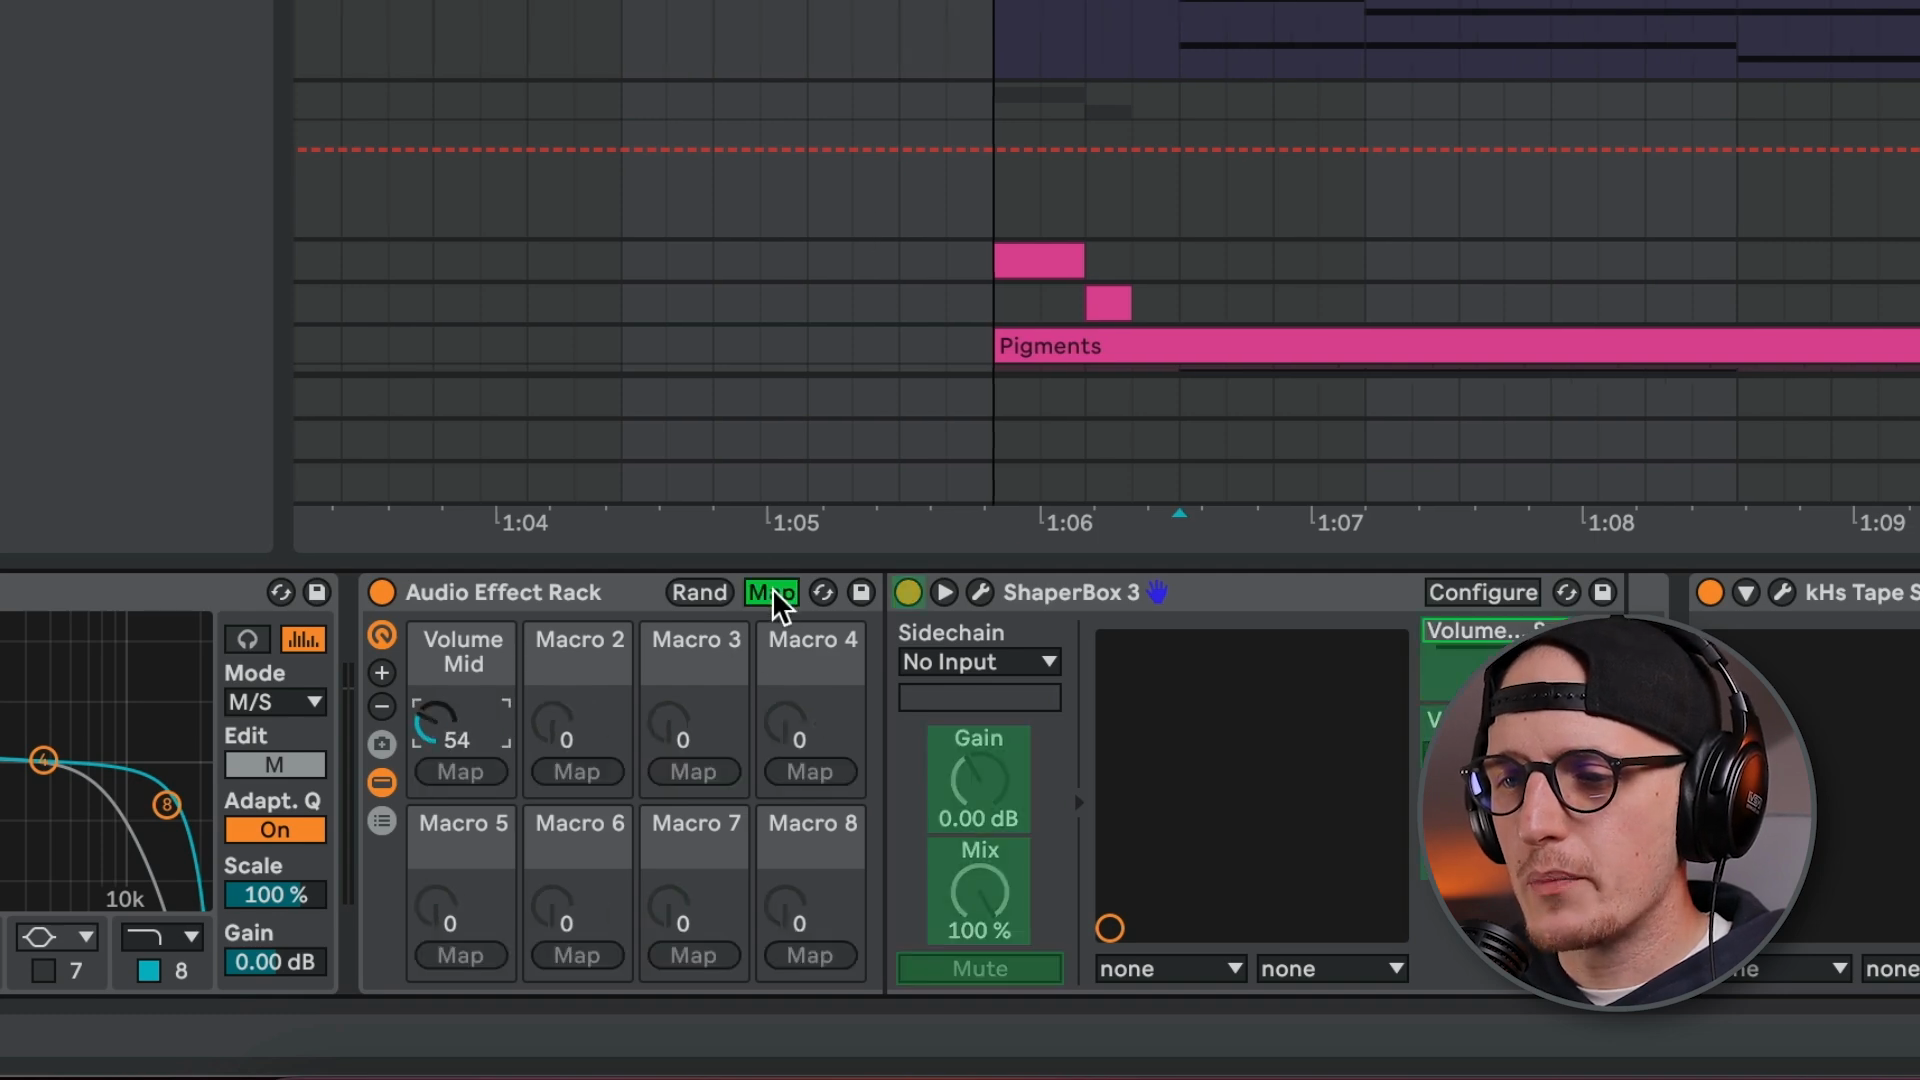 Pigments
1:04
1:05
1:06
1:07
1:08
1:09
Mode
M/S
Edit
M
Adapt. Q
On
Scale
100 %
Gain
0.00 dB
4
8
10k
7
8
Audio Effect Rack
Rand
Map
Volume
Mid
54
Map
Macro 2
0
Map
Macro 3
0
Map
Macro 4
0
Map
Macro 5
0
Map
Macro 6
0
Map
Macro 7
0
Map
Macro 8
0
Map
ShaperBox 3
Configure
Sidechain
No Input
Gain
0.00 dB
Mix
100 %
Mute
none
none
Volume...
V
kHs Tape S
none